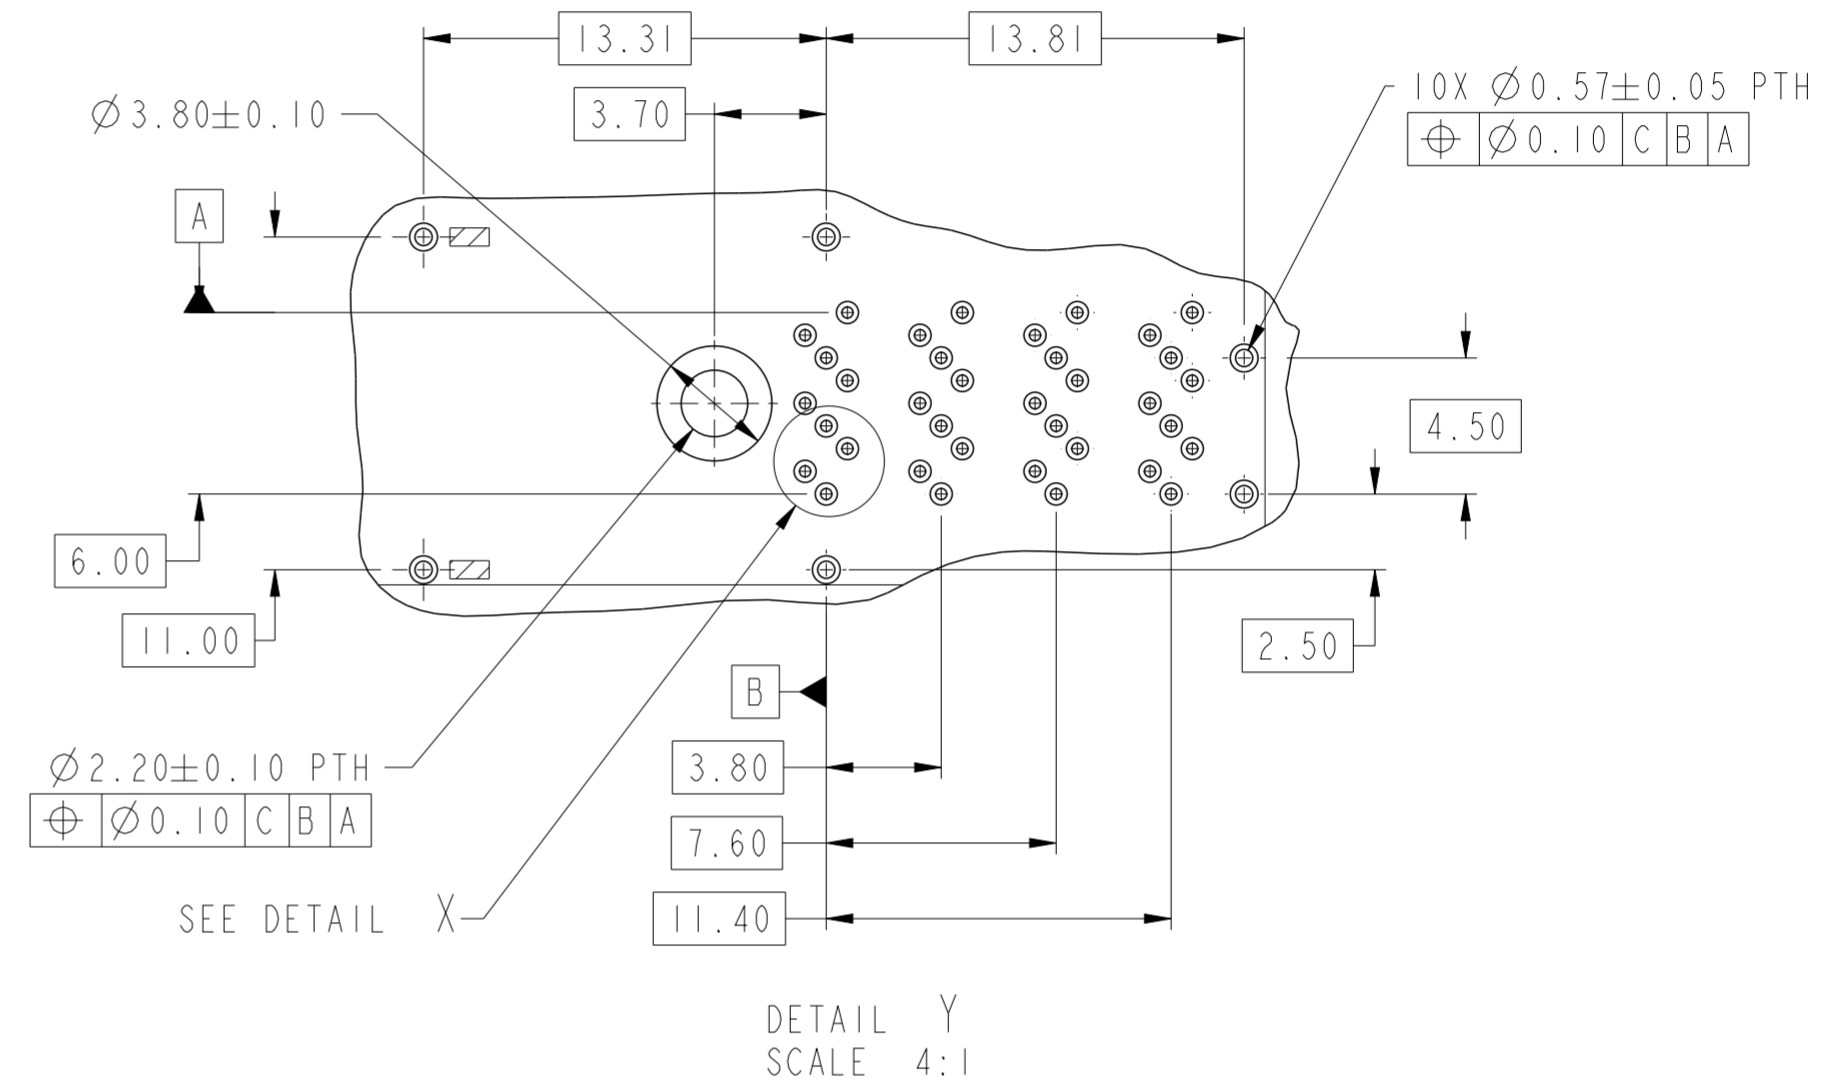 13.31
13.81
3.70
Ø3.80±0.10
10X Ø0.57±0.05 PTH
⌖ Ø0.10 C B A
A
4.50
6.00
11.00
2.50
B
Ø2.20±0.10 PTH
⌖ Ø0.10 C B A
3.80
7.60
11.40
SEE DETAIL X
DETAIL Y
SCALE 4:1